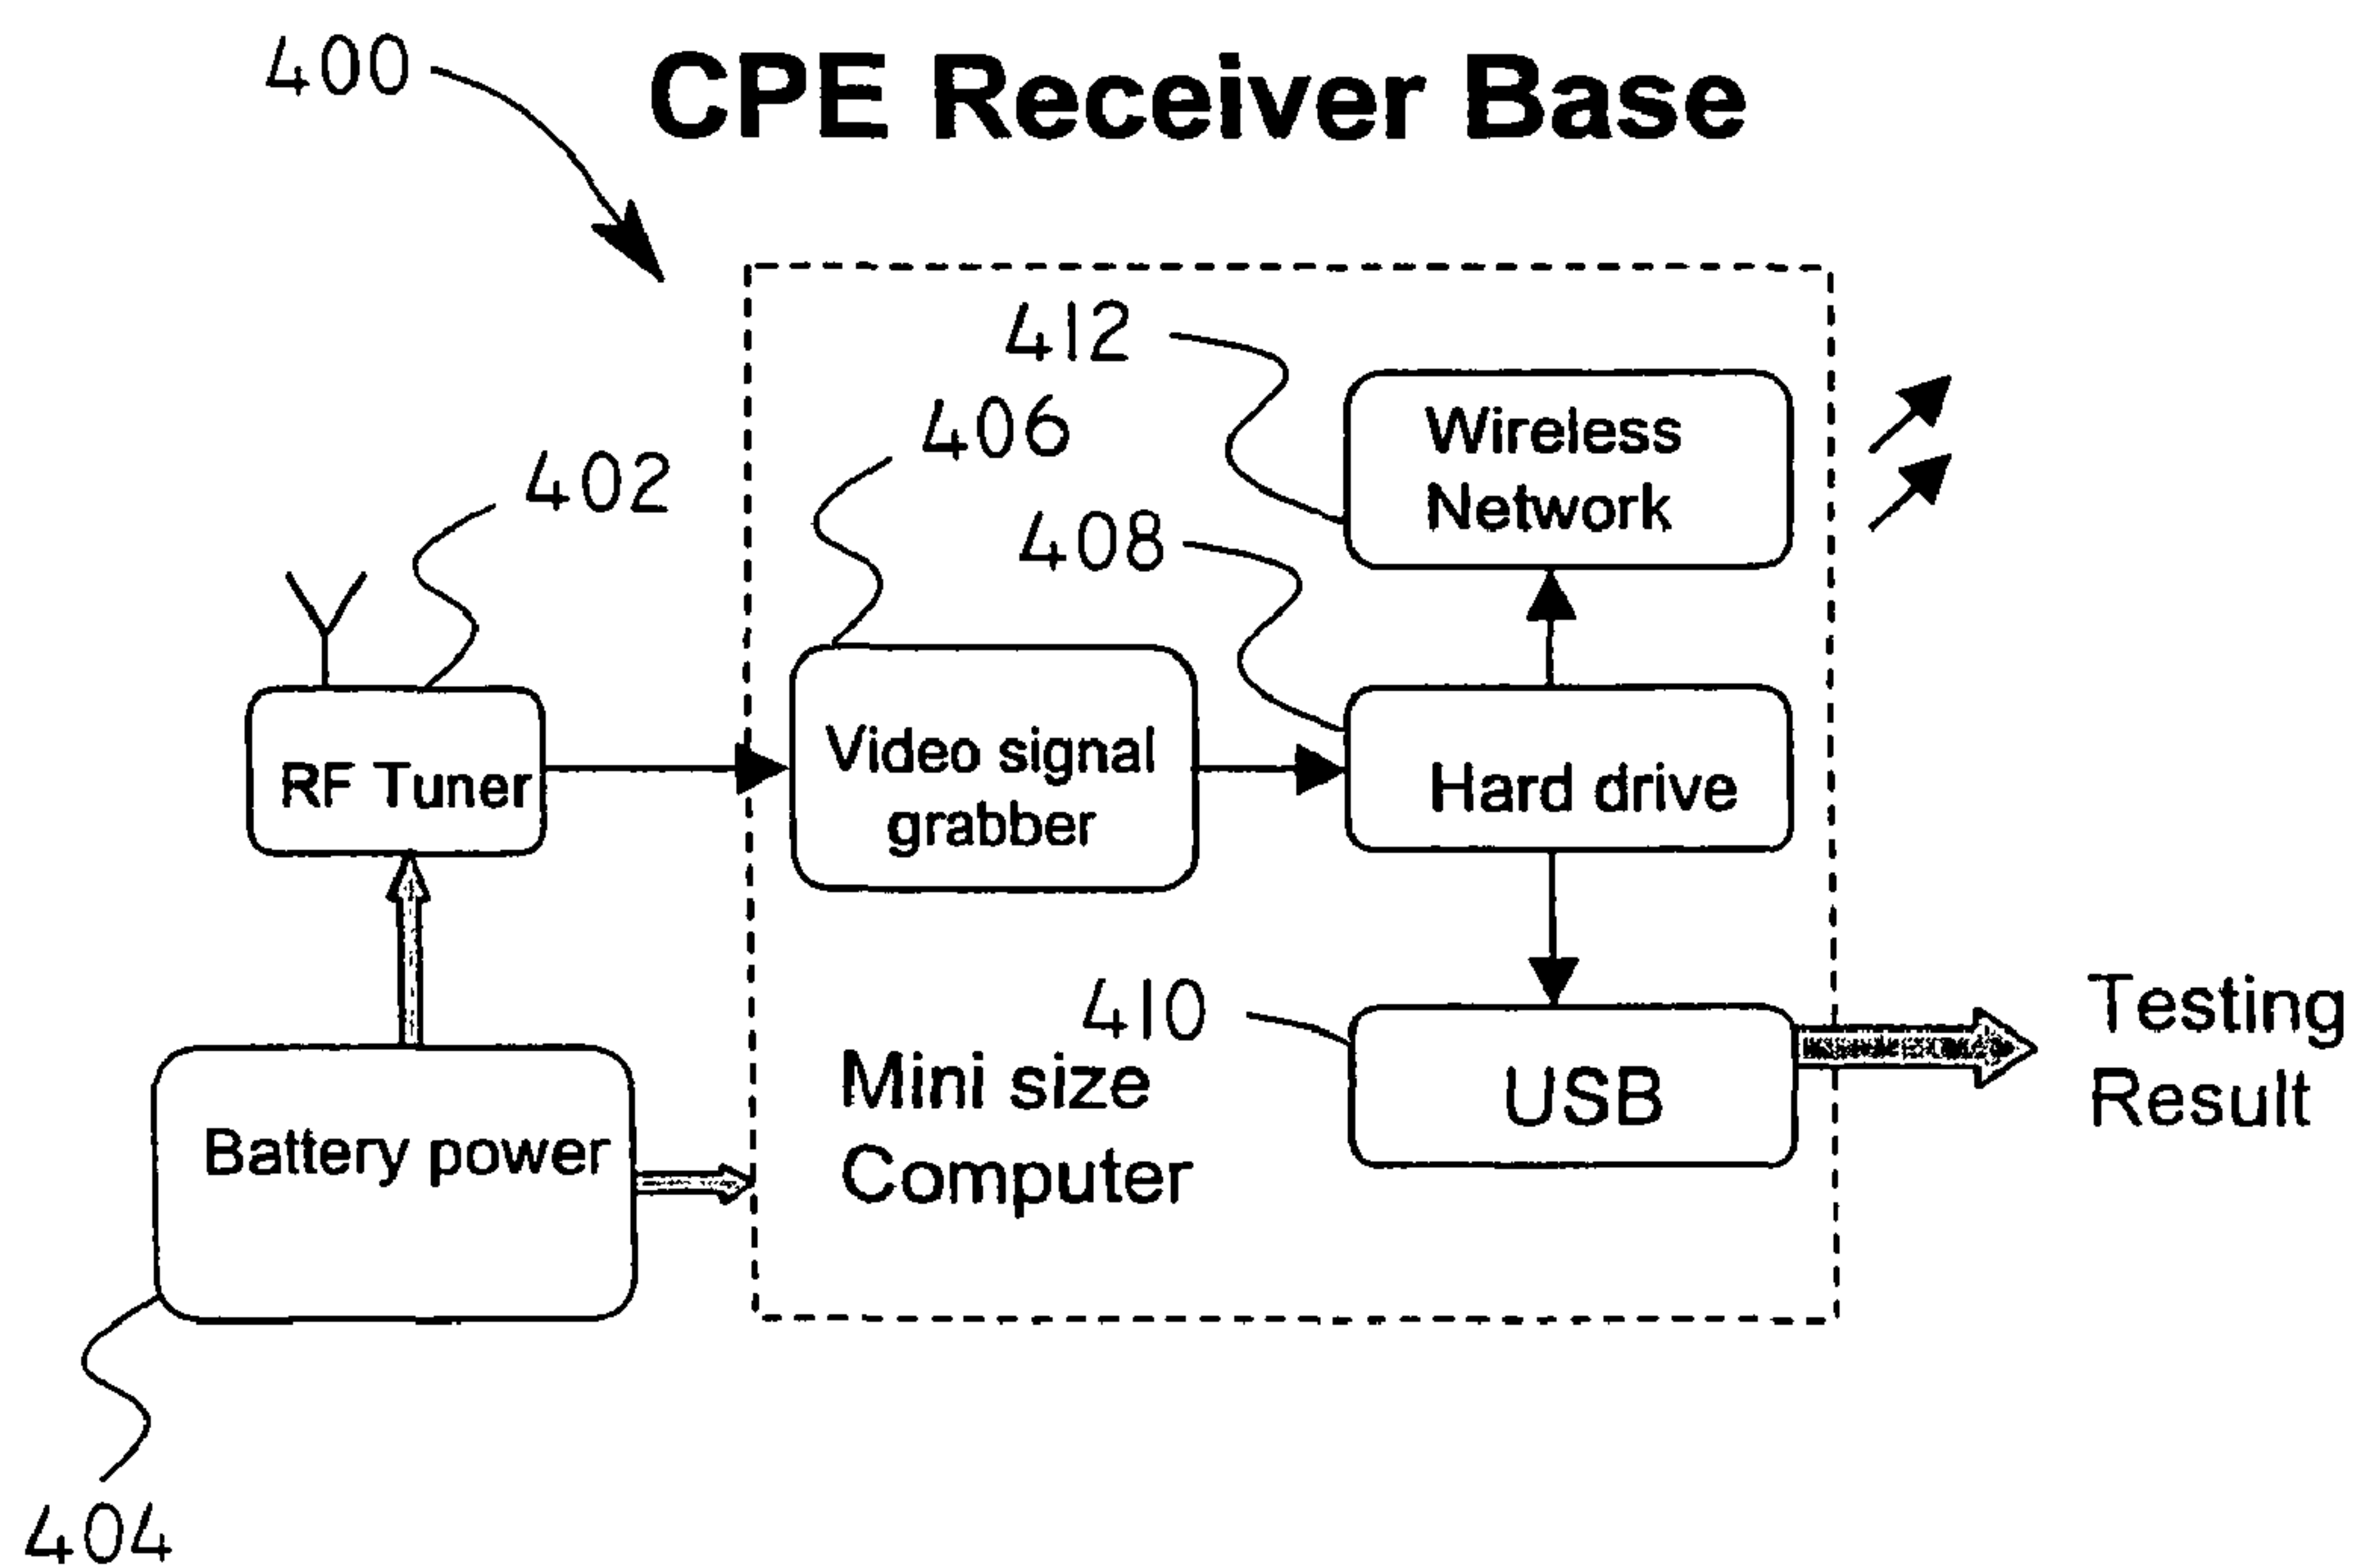 400
CPE Receiver Base
412
406
402
408
Wireless
Network
RF Tuner
Video signal
grabber
Hard drive
410
Mini size
Computer
USB
Testing
Result
Battery power
404